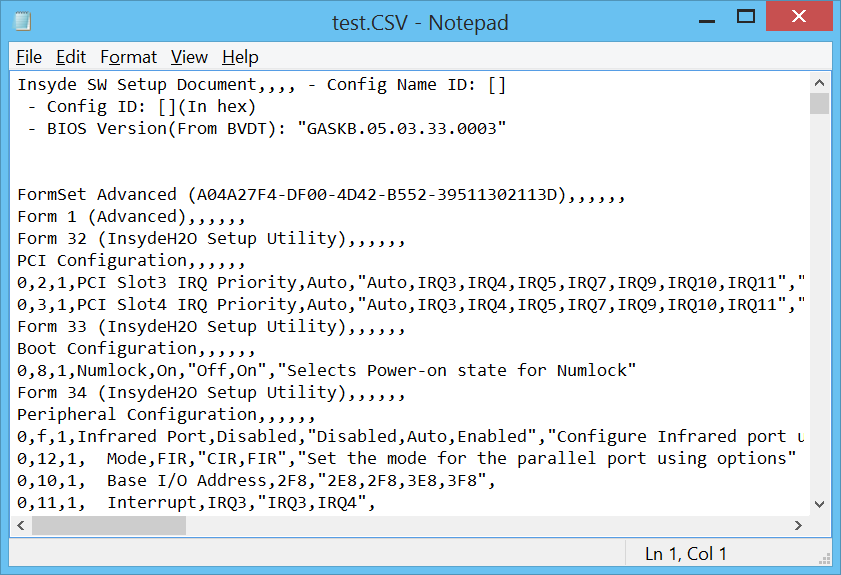 test.CSV - Notepad
File Edit Format View Help
Insyde SW Setup Document,,,, - Config Name ID: []
 - Config ID: [](In hex)
 - BIOS Version(From BVDT): "GASKB.05.03.33.0003"
FormSet Advanced (A04A27F4-DF00-4D42-B552-39511302113D),,,,,,
Form 1 (Advanced),,,,,,
Form 32 (InsydeH2O Setup Utility),,,,,,
PCI Configuration,,,,,,
0,2,1,PCI Slot3 IRQ Priority,Auto,"Auto,IRQ3,IRQ4,IRQ5,IRQ7,IRQ9,IRQ10,IRQ11","
0,3,1,PCI Slot4 IRQ Priority,Auto,"Auto,IRQ3,IRQ4,IRQ5,IRQ7,IRQ9,IRQ10,IRQ11","
Form 33 (InsydeH2O Setup Utility),,,,,,
Boot Configuration,,,,,,
0,8,1,Numlock,On,"Off,On","Selects Power-on state for Numlock"
Form 34 (InsydeH2O Setup Utility),,,,,,
Peripheral Configuration,,,,,,
0,f,1,Infrared Port,Disabled,"Disabled,Auto,Enabled","Configure Infrared port u
0,12,1,  Mode,FIR,"CIR,FIR","Set the mode for the parallel port using options"
0,10,1,  Base I/O Address,2F8,"2E8,2F8,3E8,3F8",
0,11,1,  Interrupt,IRQ3,"IRQ3,IRQ4",
Ln 1, Col 1